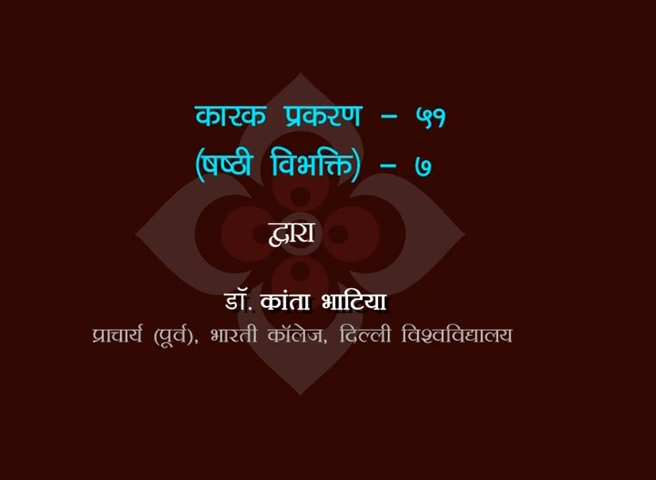 कारक प्रकरण – ५१
(षष्ठी विभक्ति) – ७
द्वारा
डॉ. कांता भाटिया
प्राचार्य (पूर्व), भारती कॉलेज, दिल्ली विश्वविद्यालय